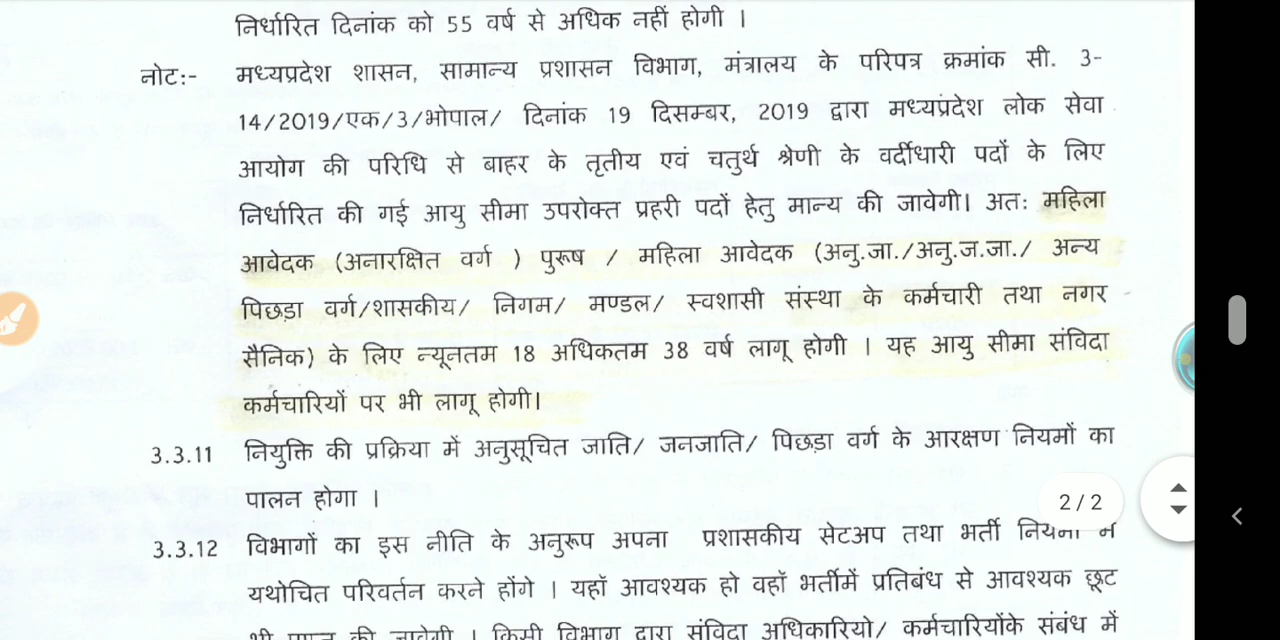 निर्धारित दिनांक को 55 वर्ष से अधिक नहीं होगी ।
नोट:- मध्यप्रदेश शासन, सामान्य प्रशासन विभाग, मंत्रालय के परिपत्र क्रमांक सी. 3-
14/2019/एक/3/भोपाल/ दिनांक 19 दिसम्बर, 2019 द्वारा मध्यप्रदेश लोक सेवा
आयोग की परिधि से बाहर के तृतीय एवं चतुर्थ श्रेणी के वर्दीधारी पदों के लिए
निर्धारित की गई आयु सीमा उपरोक्त प्रहरी पदों हेतु मान्य की जावेगी। अतः महिला
आवेदक (अनारक्षित वर्ग ) पुरूष / महिला आवेदक (अनु.जा./अनु.ज.जा./ अन्य
पिछडा वर्ग/शासकीय/ निगम/ मण्डल/ स्वशासी संस्था के कर्मचारी तथा नगर
सैनिक) के लिए न्यूनतम 18 अधिकतम 38 वर्ष लागू होगी । यह आयु सीमा संविदा
कर्मचारियों पर भी लागू होगी।
3.3.11 नियुक्ति की प्रक्रिया में अनुसूचित जाति/ जनजाति/ पिछडा वर्ग के आरक्षण नियमों का
पालन होगा ।
2/2
3.3.12 विभागों का इस नीति के अनुरूप अपना प्रशासकीय सेटअप तथा भर्ती नियमों में
यथोचित परिवर्तन करने होंगे । यहाँ आवश्यक हो वहाँ भर्तीमें प्रतिबंध से आवश्यक छूट
भी की जावेगी । किसी विभाग द्वारा संविदा अधिकारियो/ कर्मचारियोंके संबंध में